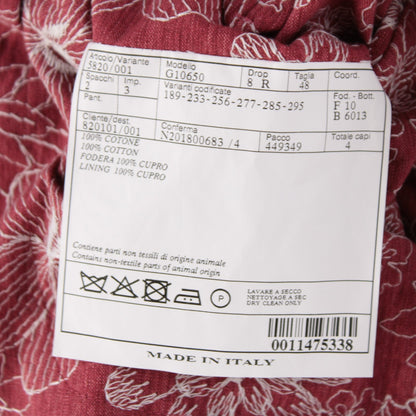 Articolo/Variante Modello Drop Taglia Coord.
5820/001 G10650 8 R 48
Spacchi Imp. Varianti codificate Fod. - Bott.
2 3 189-233-256-277-285-295 F 10
Pant. B 6013
Cliente/dest. Conferma Pacco Totale capi
820101/001 N201800683 /4 449349 4
100% COTONE
100% COTTON
FODERA 100% CUPRO
LINING 100% CUPRO
Contiene parti non tessili di origine animale
Contains non-textile parts of animal origin
P
LAVARE A SECCO
NETTOYAGE A SEC
DRY CLEAN ONLY
0011475338
MADE IN ITALY